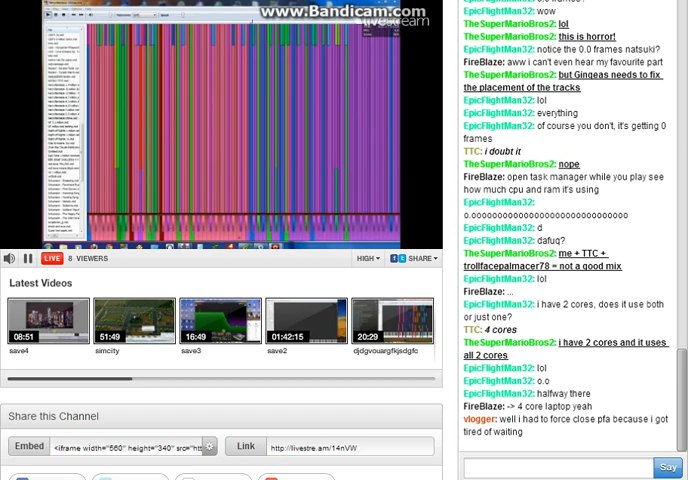 www.Bandicam.com
livestream
LIVE 8 VIEWERS
HIGH
SHARE
Latest Videos
08:51
51:49
16:49
01:42:15
20:29
save4
simcity
save3
save2
djdgvouargfkjsdgfc
Share this Channel
Embed
<iframe width="560" height="340" src="htt
Link
http://livestre.am/14nVW
EpicFlightMan32: wow
TheSuperMarioBros2: lol
TheSuperMarioBros2: this is horror!
EpicFlightMan32: notice the 0.0 frames natsuki?
FireBlaze: aww i can't even hear my favourite part
TheSuperMarioBros2: but Gingeas needs to fix
the placement of the tracks
EpicFlightMan32: lol
EpicFlightMan32: everything
EpicFlightMan32: of course you don't, it's getting 0
frames
TTC: i doubt it
TheSuperMarioBros2: nope
FireBlaze: open task manager while you play see
how much cpu and ram it's using
EpicFlightMan32:
EpicFlightMan32: d
EpicFlightMan32: dafuq?
TheSuperMarioBros2: me + TTC +
trollfacepalmacer78 = not a good mix
EpicFlightMan32: lol
FireBlaze: ...
EpicFlightMan32: i have 2 cores, does it use both
or just one?
TTC: 4 cores
TheSuperMarioBros2: i have 2 cores and it uses
all 2 cores
EpicFlightMan32: lol
EpicFlightMan32: o.o
EpicFlightMan32: halfway there
FireBlaze: -> 4 core laptop yeah
vlogger: well i had to force close pfa because i got
tired of waiting
Say